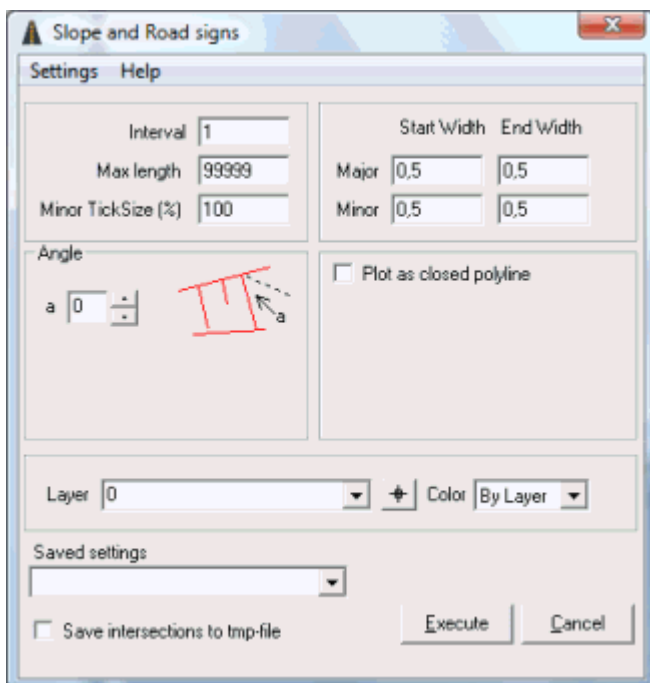 Slope and Road signs
Settings Help
Interval 1
Max length 99999
Minor TickSize (%) 100
Start Width End Width
Major 0,5 0,5
Minor 0,5 0,5
Angle
a 0
a
Plot as closed polyline
Layer 0
Color By Layer
Saved settings
Save intersections to tmp-file
Execute Cancel